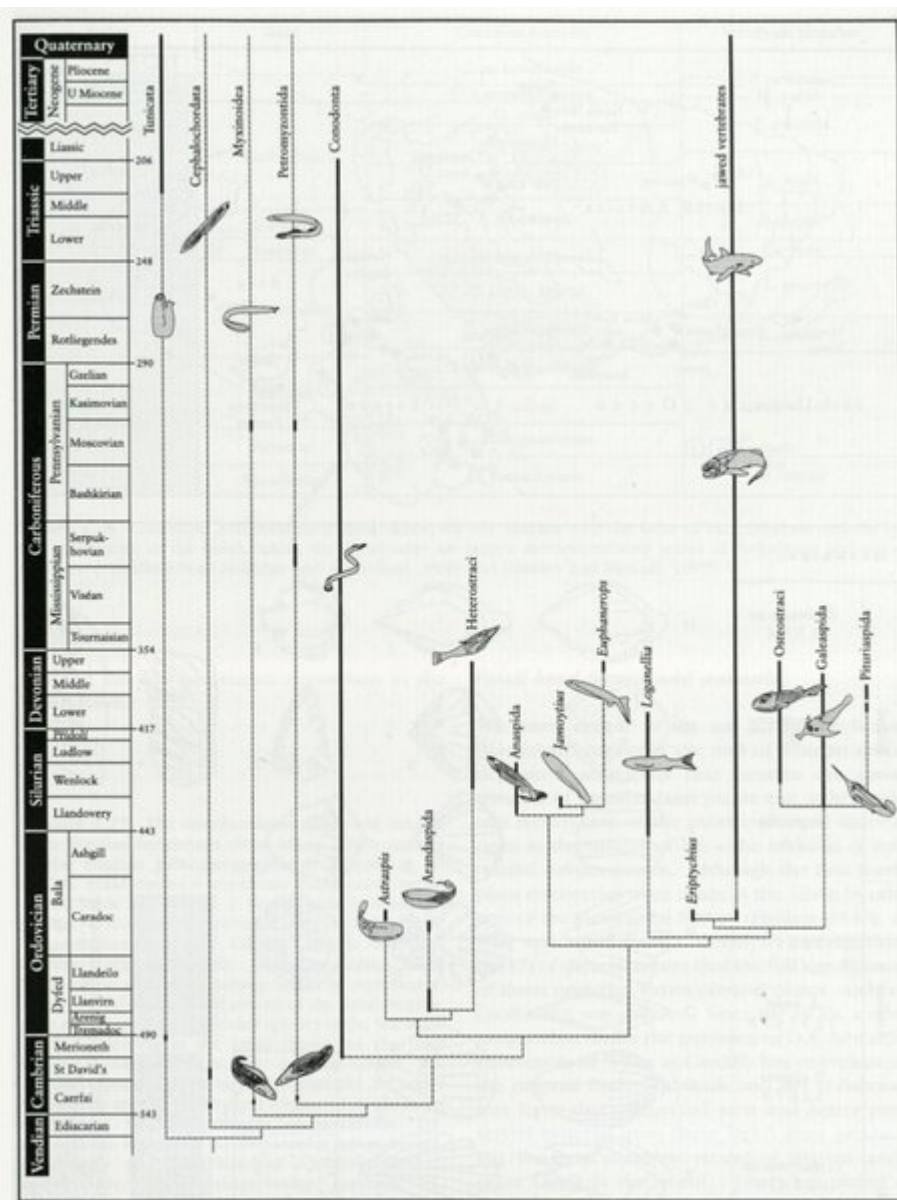 Quaternary
Tertiary
Neogene
Pliocene
U Miocene
Liassic
206
Triassic
Upper
Middle
Lower
248
Permian
Zechstein
Rotliegendes
290
Carboniferous
Pennsylvanian
Gzelian
Kasimovian
Moscovian
Bashkirian
Mississippian
Serpuk-
hovian
Viséan
Tournaisian
354
Devonian
Upper
Middle
Lower
417
Silurian
Pridoli
Ludlow
Wenlock
Llandovery
443
Ordovician
Bala
Ashgill
Caradoc
Dyfed
Llandeilo
Llanvirn
Arenig
Tremadoc
490
Cambrian
Merioneth
St David's
Caerfai
543
Vendian
Ediacarian
Tunicata
Cephalochordata
Myxinoidea
Petromyzontida
Conodonta
jawed vertebrates
Heterostraci
Astraspis
Arandaspida
Anaspida
Jamoytius
Euphanerops
Loganellia
Eriptychius
Osteostraci
Galeaspida
Pituriaspida